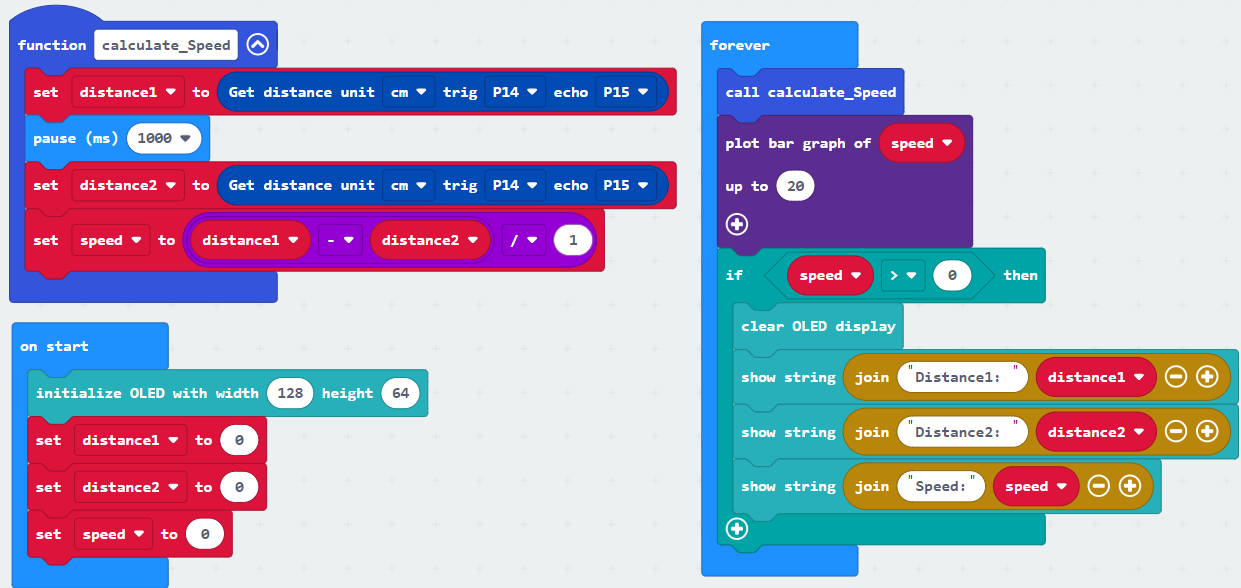 function calculate_Speed
set distance1 to Get distance unit cm trig P14 echo P15
pause (ms) 1000
set distance2 to Get distance unit cm trig P14 echo P15
set speed to distance1 - distance2 / 1
on start
initialize OLED with width 128 height 64
set distance1 to 0
set distance2 to 0
set speed to 0
forever
call calculate_Speed
plot bar graph of speed
up to 20
if speed > 0 then
clear OLED display
show string join "Distance1: " distance1
show string join "Distance2: " distance2
show string join "Speed:" speed